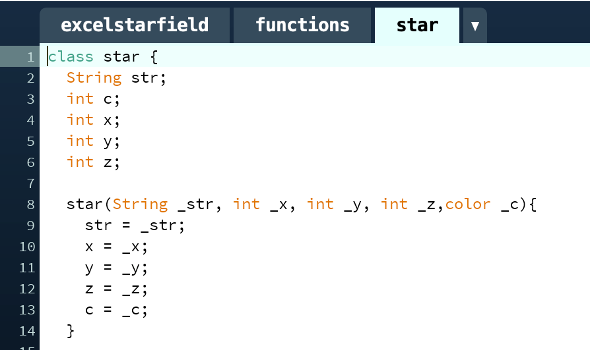 excelstarfield functions star ▼
1 class star {
2 String str;
3 int c;
4 int x;
5 int y;
6 int z;
7
8 star(String _str, int _x, int _y, int _z,color _c){
9 str = _str;
10 x = _x;
11 y = _y;
12 z = _z;
13 c = _c;
14 }
15